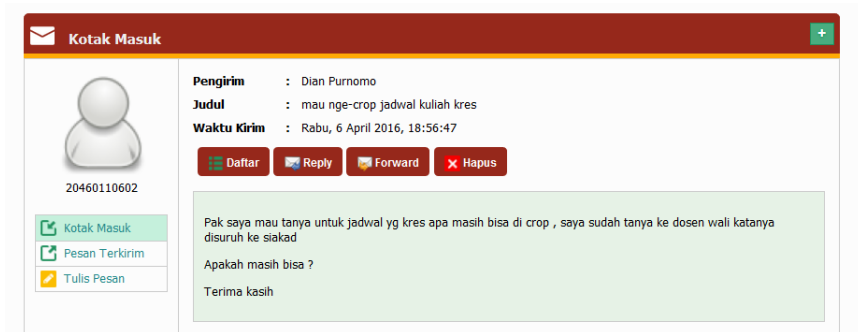 Kotak Masuk
+
Pengirim : Dian Purnomo
Judul : mau nge-crop jadwal kuliah kres
Waktu Kirim : Rabu, 6 April 2016, 18:56:47
Daftar Reply Forward Hapus
20460110602
Kotak Masuk
Pesan Terkirim
Tulis Pesan
Pak saya mau tanya untuk jadwal yg kres apa masih bisa di crop , saya sudah tanya ke dosen wali katanya
disuruh ke siakad
Apakah masih bisa ?
Terima kasih